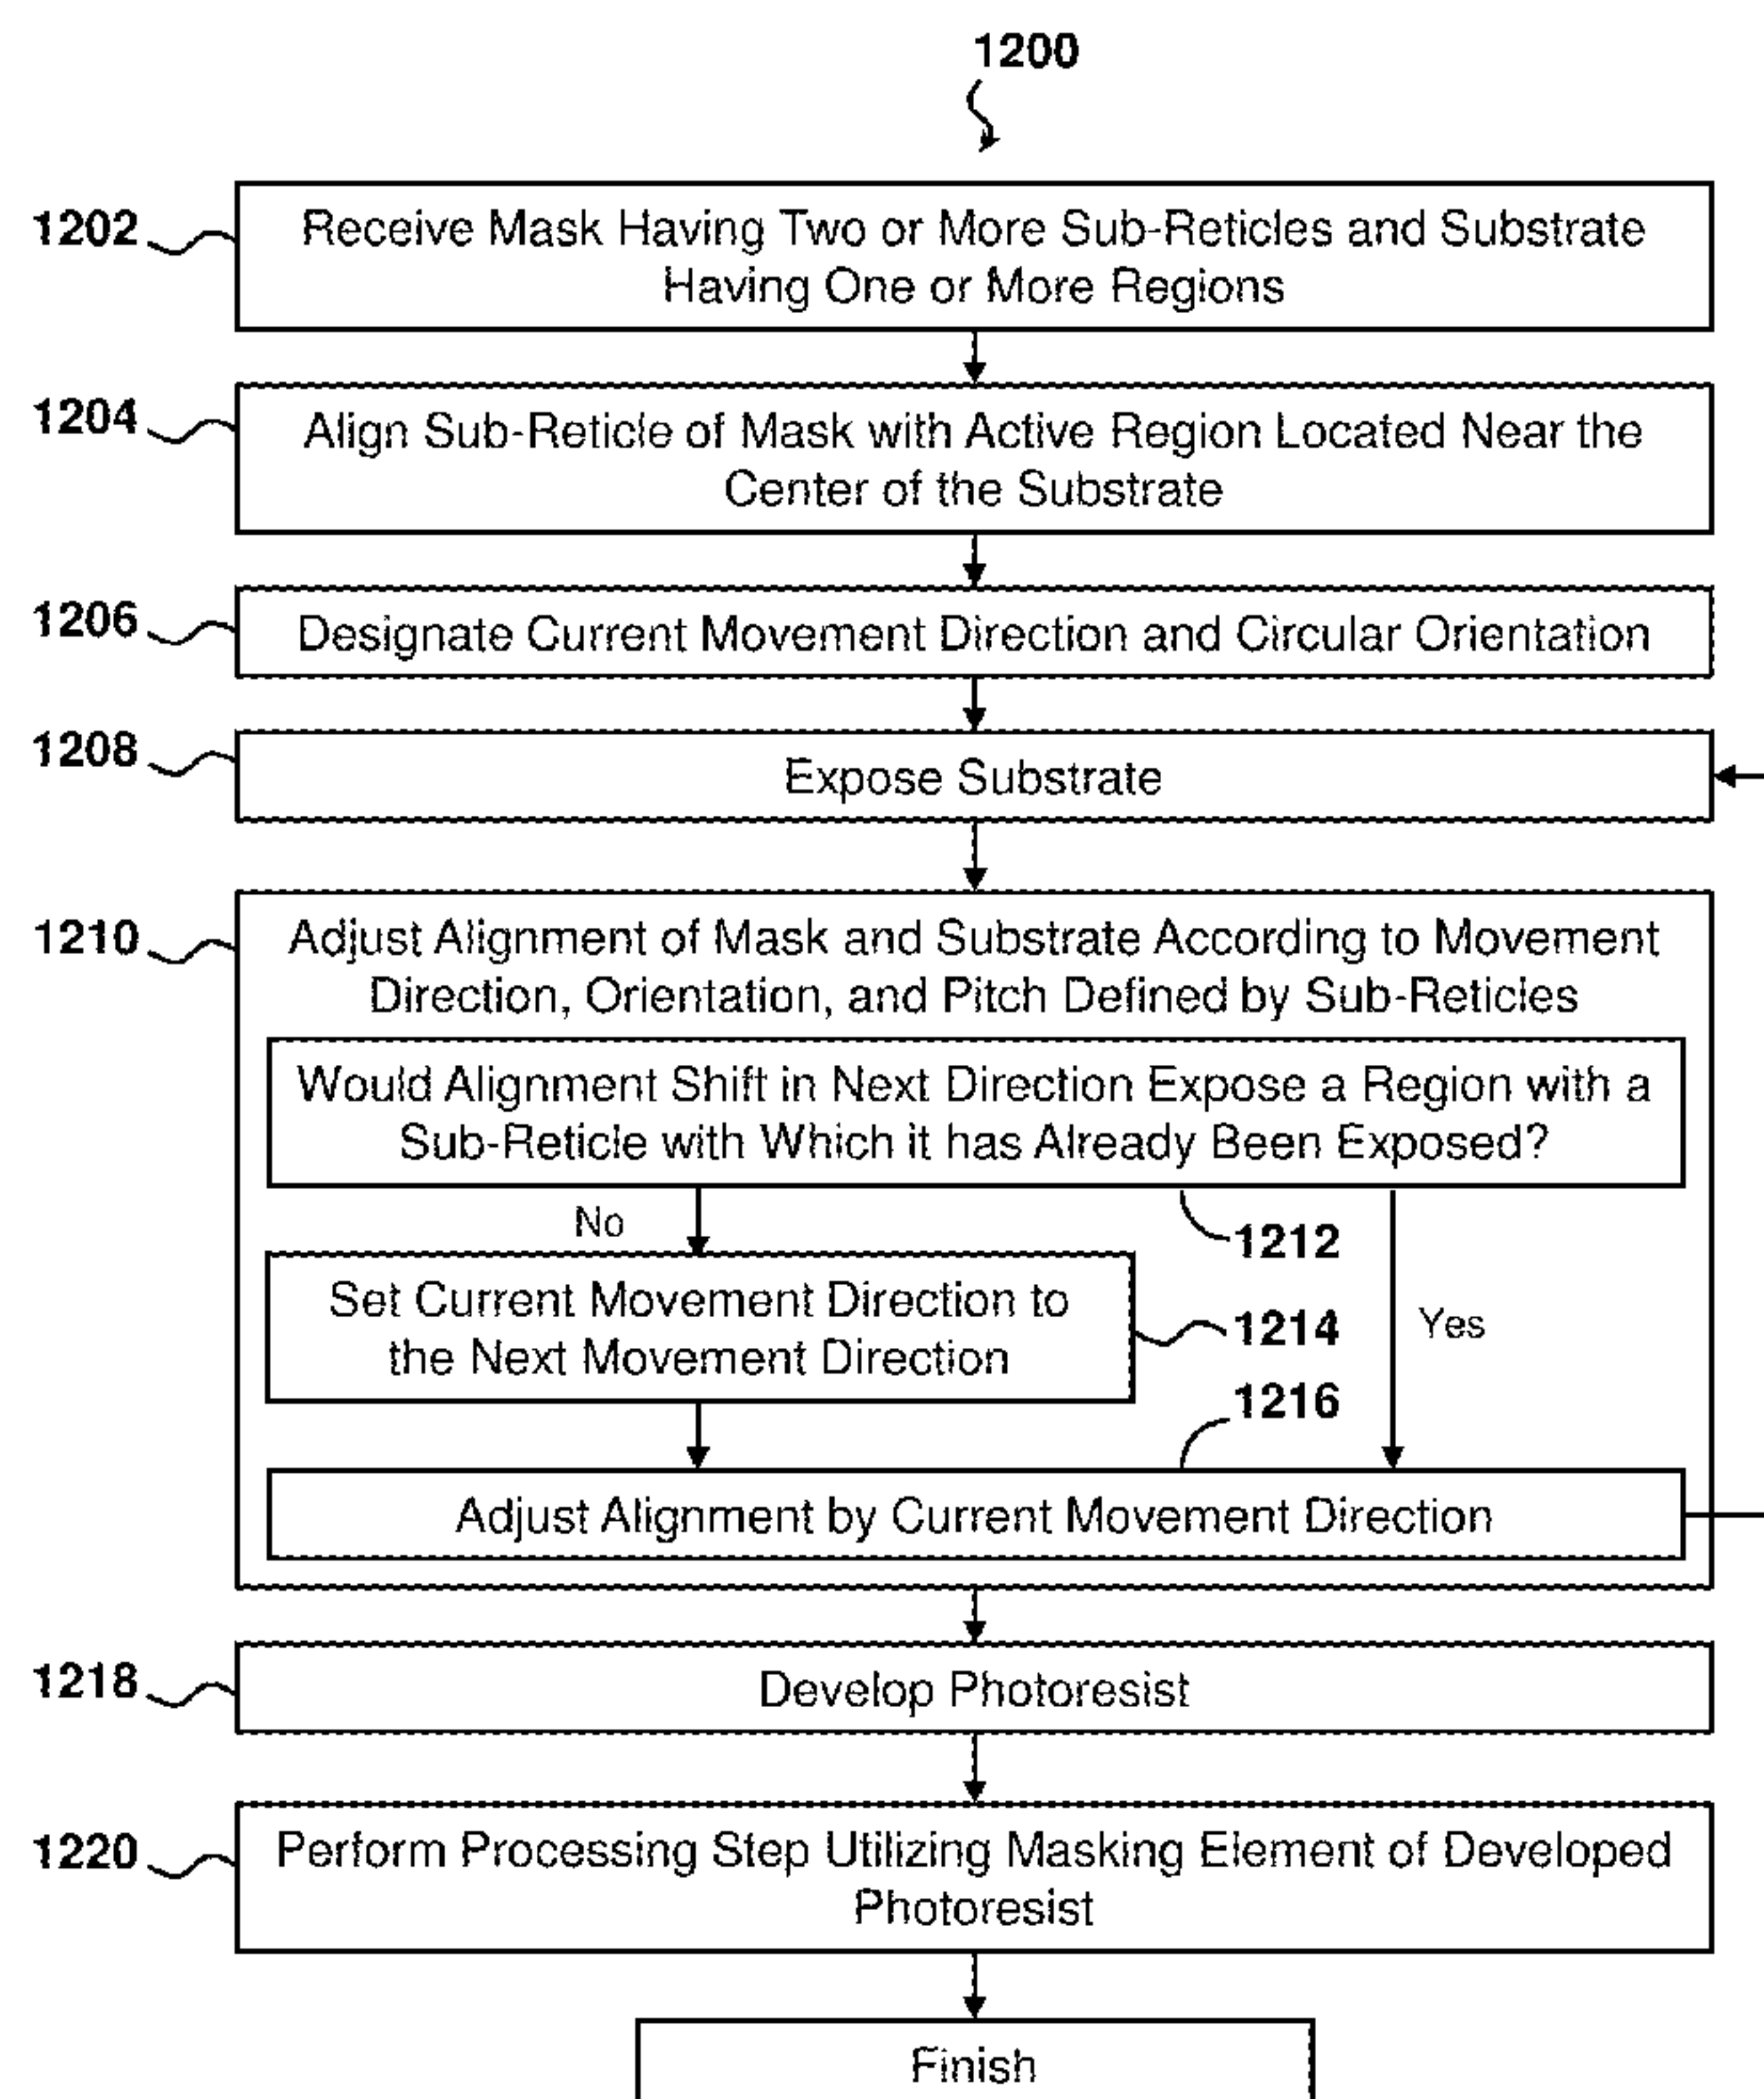 1200
1202
Receive Mask Having Two or More Sub-Reticles and Substrate
Having One or More Regions
1204
Align Sub-Reticle of Mask with Active Region Located Near the
Center of the Substrate
1206
Designate Current Movement Direction and Circular Orientation
1208
Expose Substrate
1210
Adjust Alignment of Mask and Substrate According to Movement
Direction, Orientation, and Pitch Defined by Sub-Reticles
Would Alignment Shift in Next Direction Expose a Region with a
Sub-Reticle with Which it has Already Been Exposed?
No
1212
Set Current Movement Direction to
the Next Movement Direction
1214
Yes
1216
Adjust Alignment by Current Movement Direction
1218
Develop Photoresist
1220
Perform Processing Step Utilizing Masking Element of Developed
Photoresist
Finish